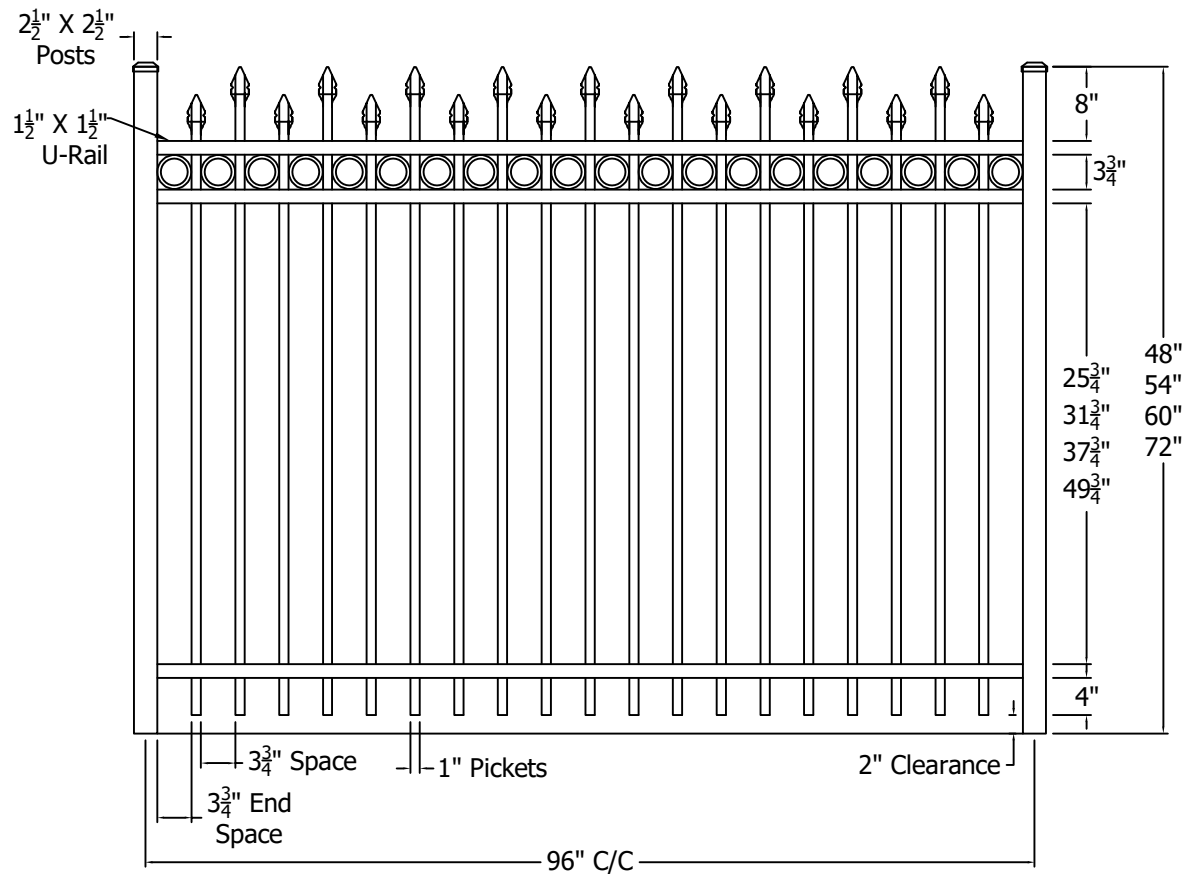 2½" X 2½"
Posts
1½" X 1½"
U-Rail
8"
3¾"
25¾"
31¾"
37¾"
49¾"
48"
54"
60"
72"
4"
3¾" Space
1" Pickets
2" Clearance
3¾" End
Space
96" C/C